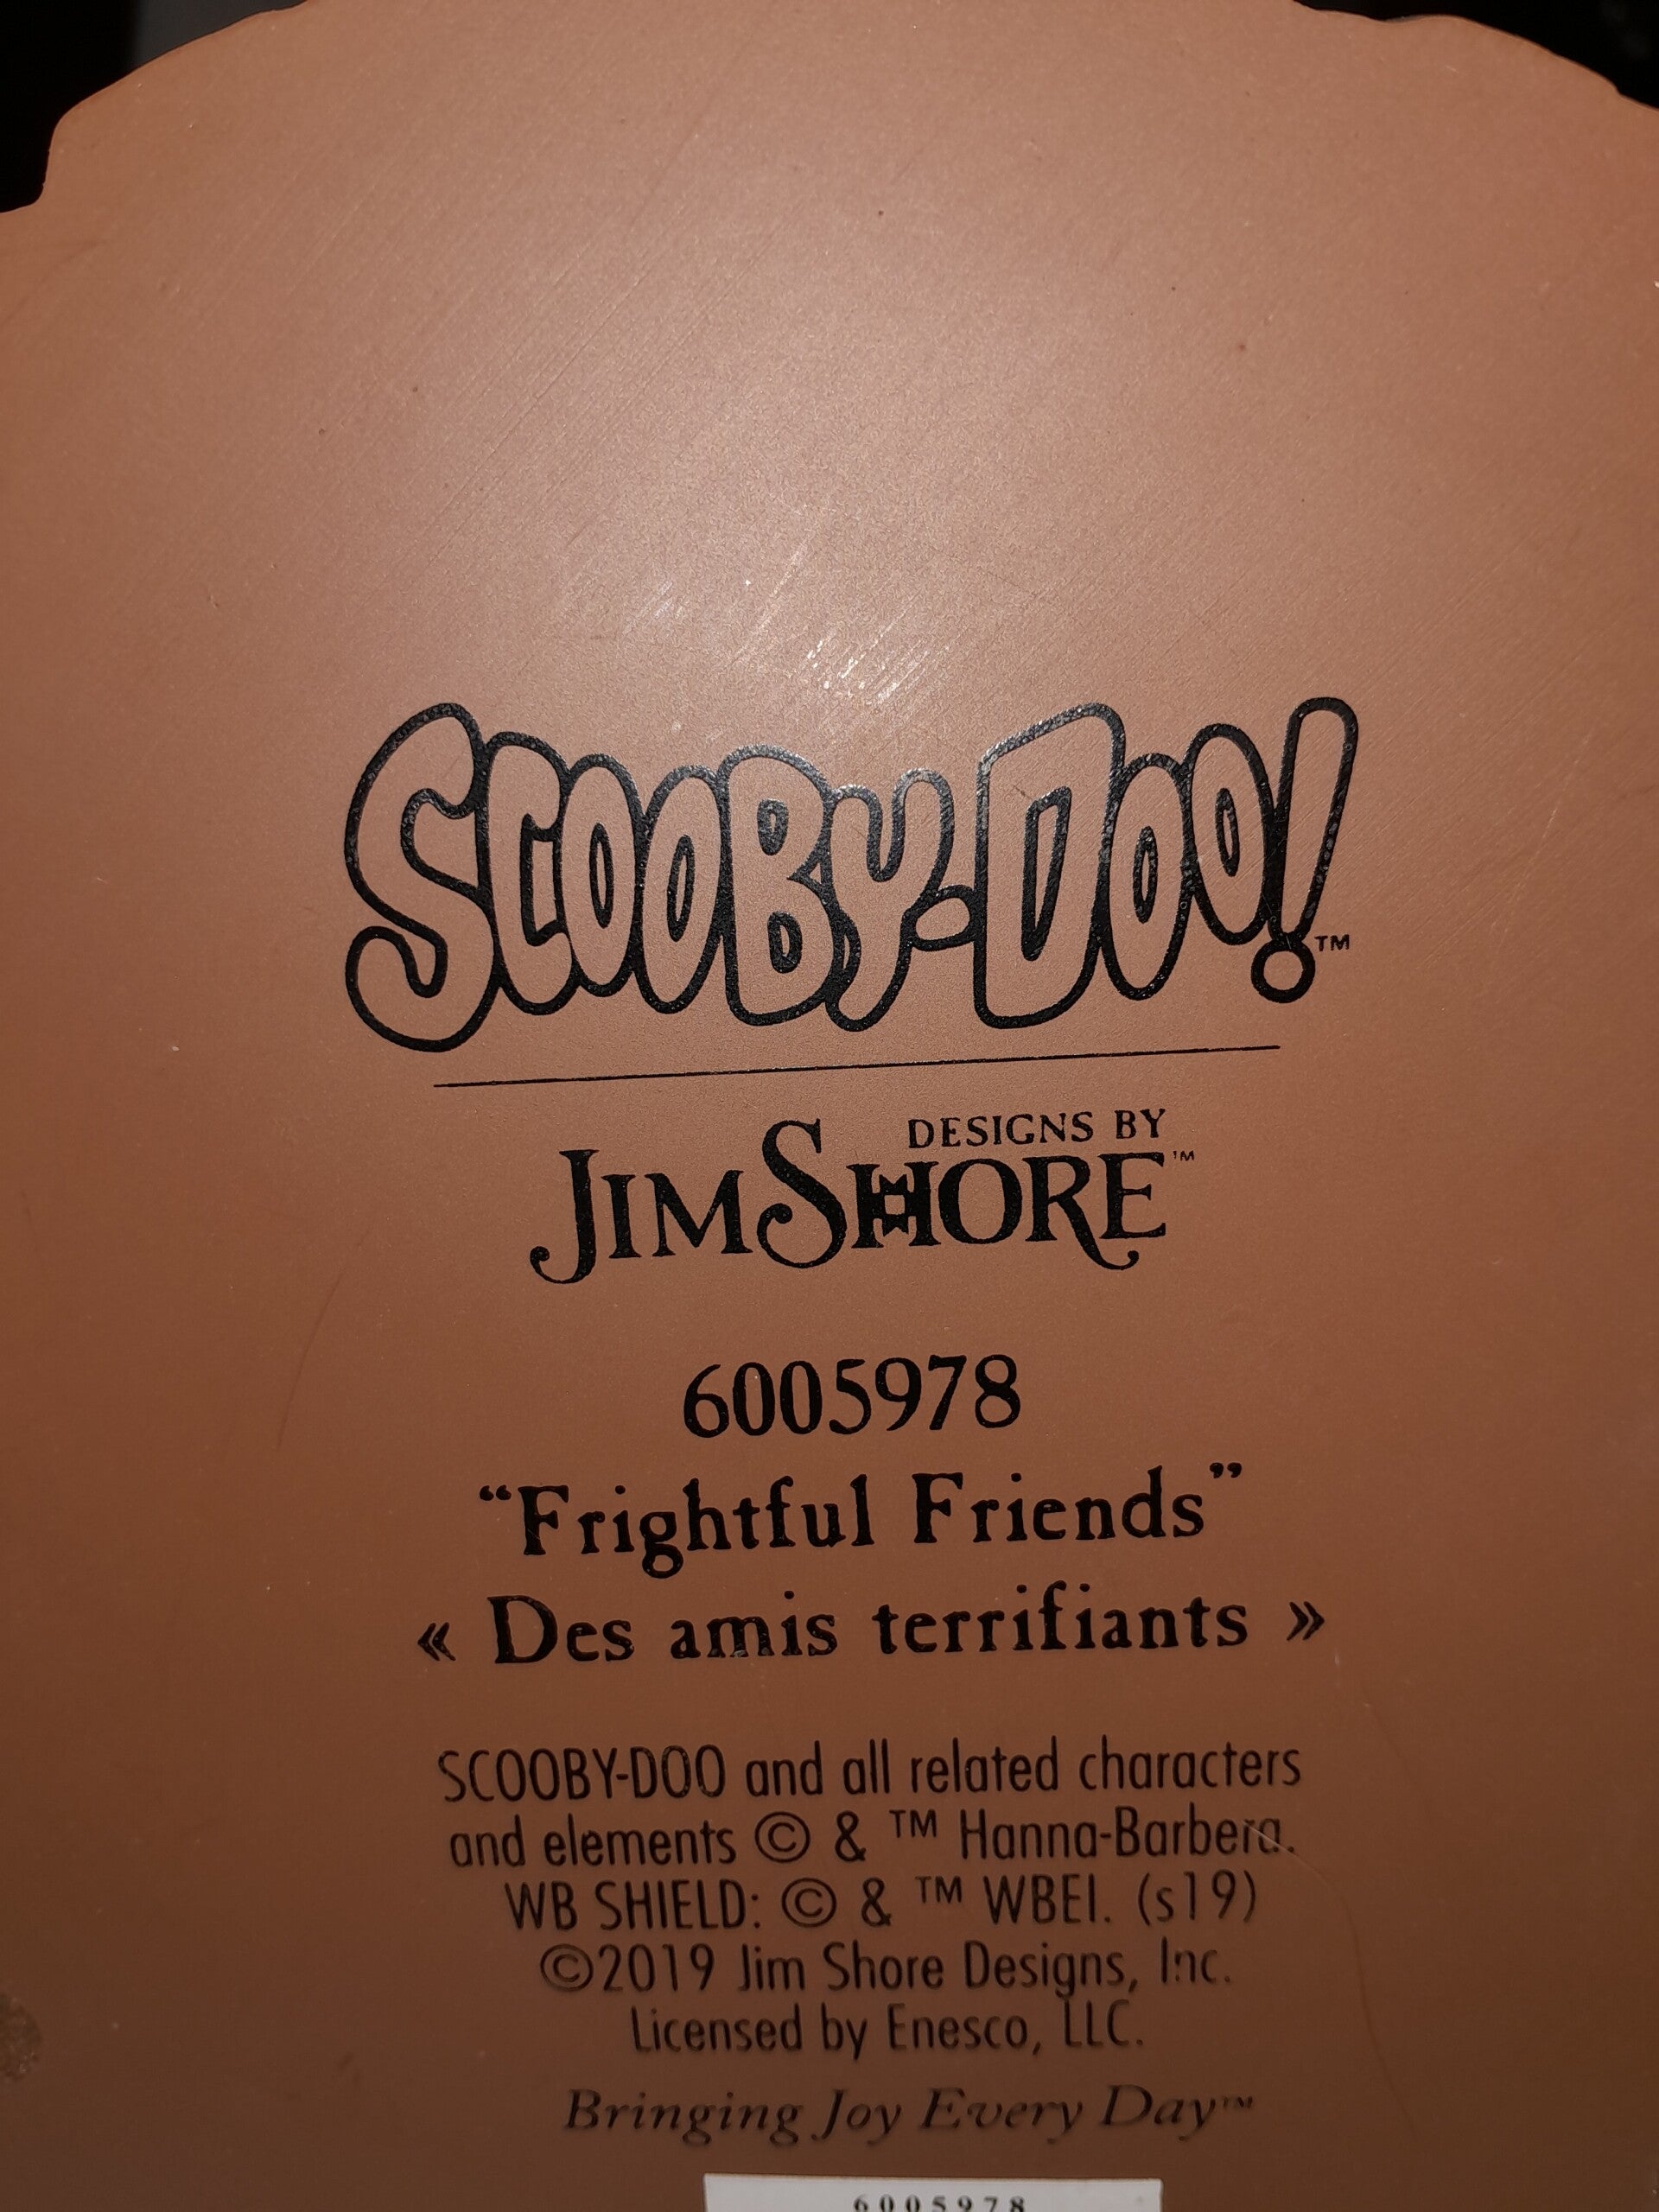 SCOOBY-DOO!™
DESIGNS BY
JIM SHORE™
6005978
“Frightful Friends”
« Des amis terrifiants »
SCOOBY-DOO and all related characters
and elements © & ™ Hanna-Barbera.
WB SHIELD: © & ™ WBEI. (s19)
©2019 Jim Shore Designs, Inc.
Licensed by Enesco, LLC.
Bringing Joy Every Day™
6005978